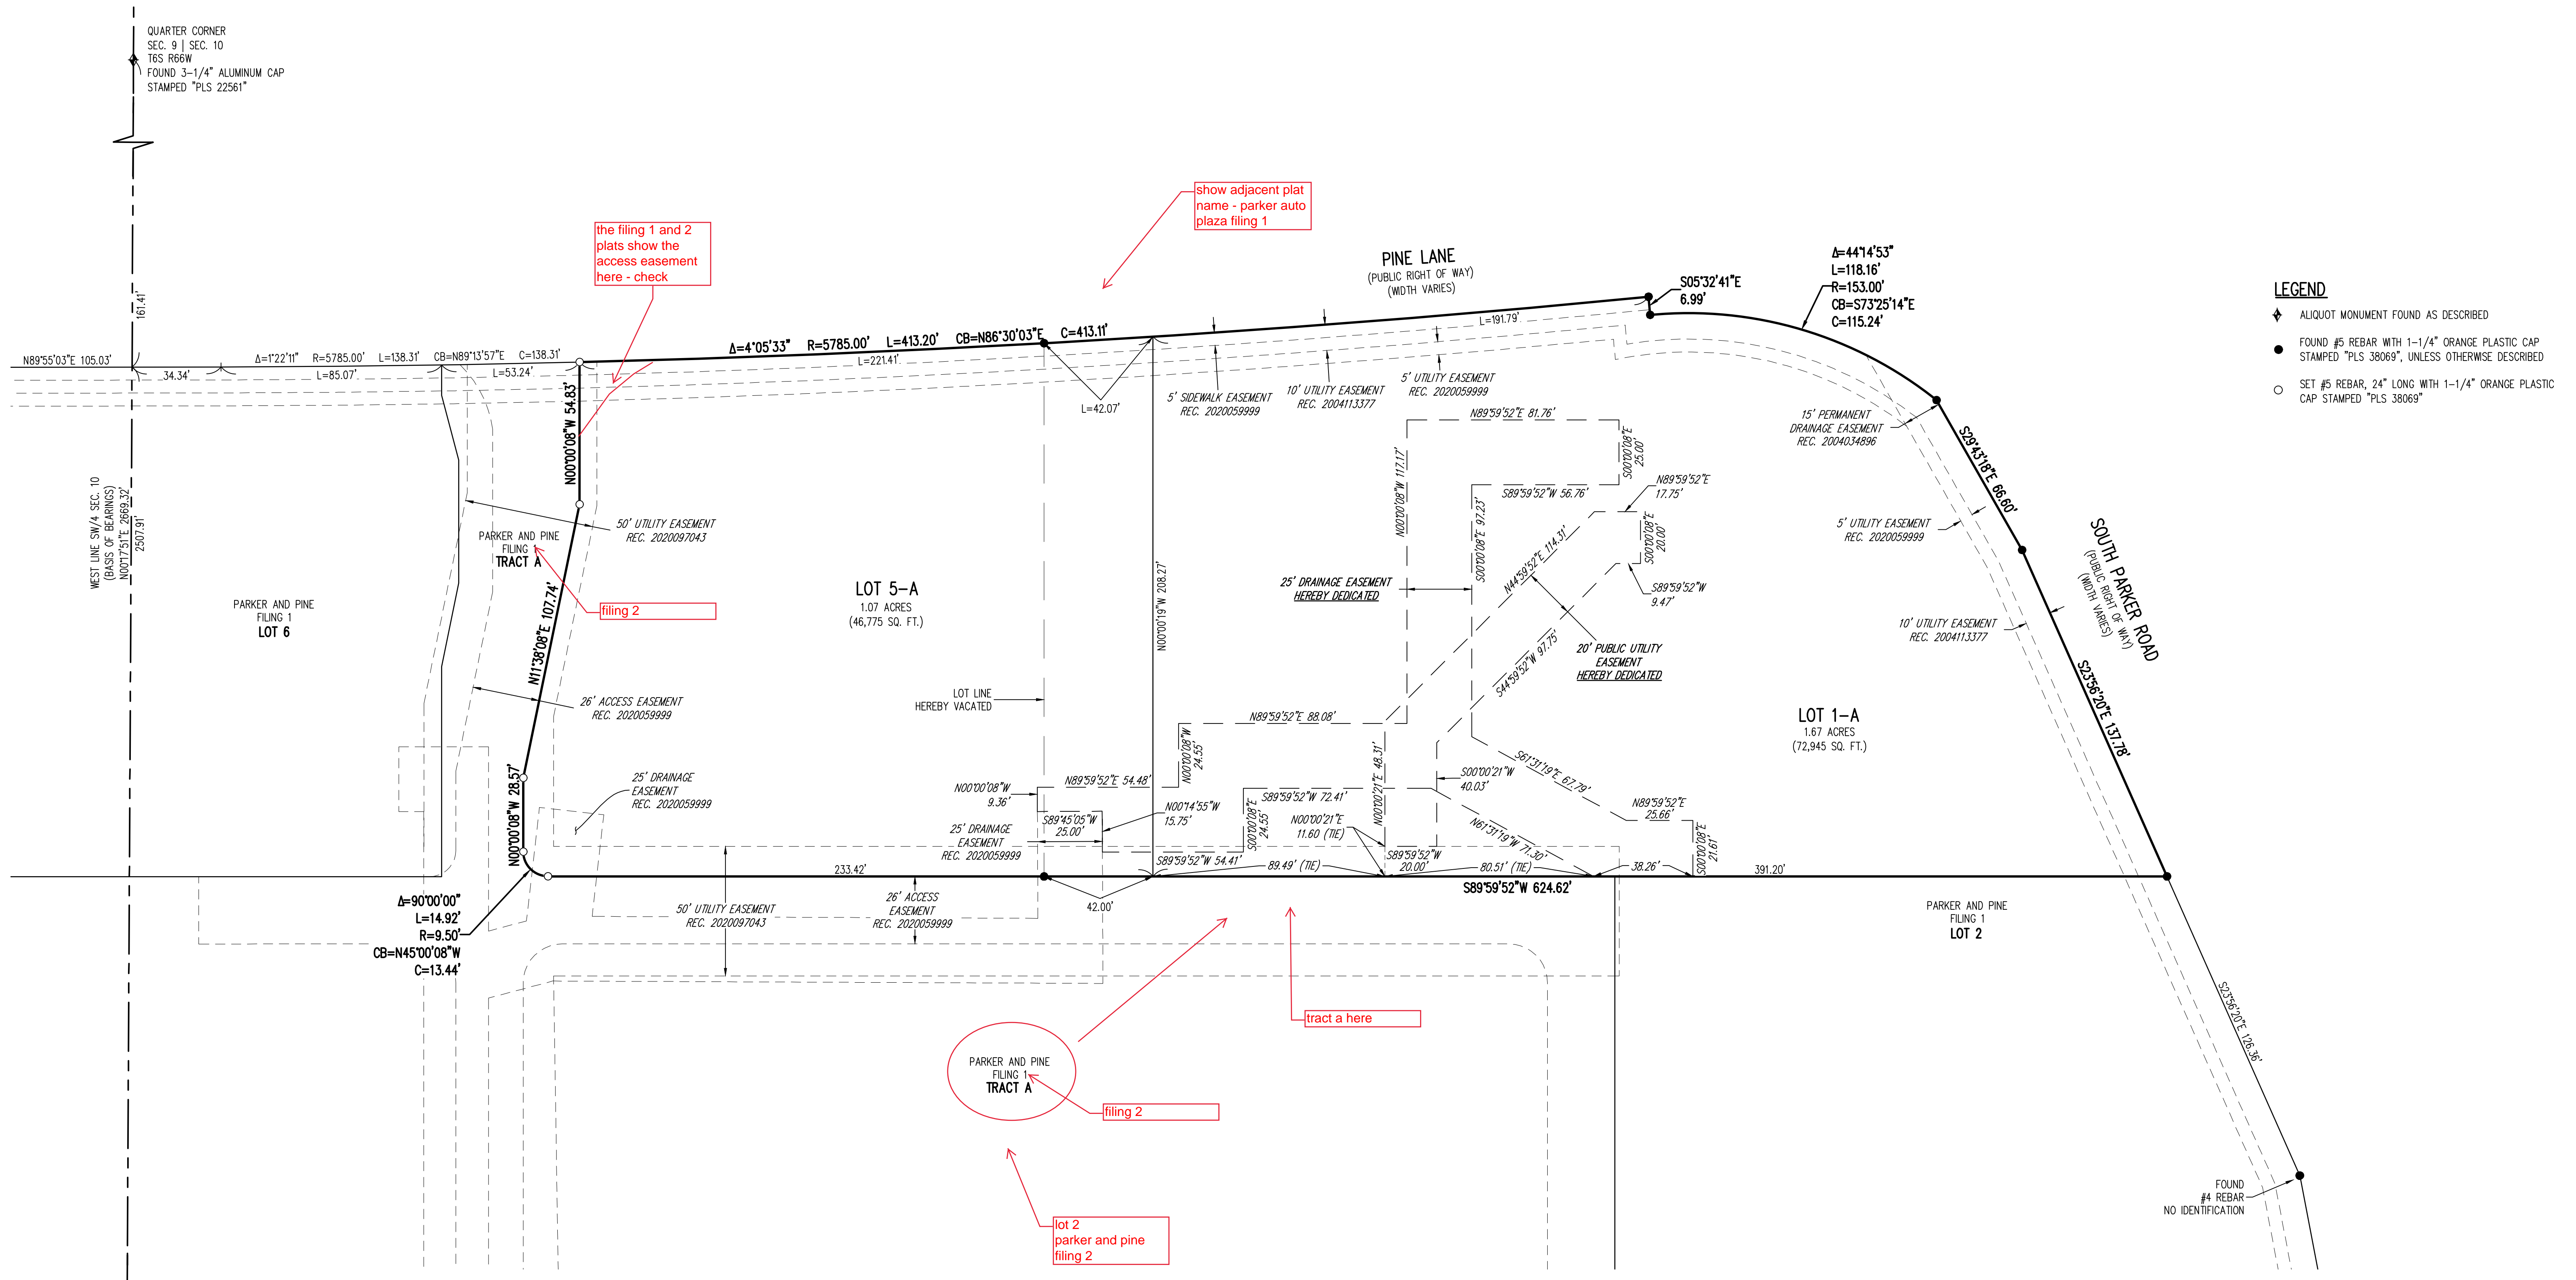 QUARTER CORNER
SEC. 9 | SEC. 10
T6S R66W
FOUND 3-1/4" ALUMINUM CAP
STAMPED "PLS 22561"
161.41'
N89°55'03"E 105.03'
34.34'
Δ=1°22'11" R=5785.00' L=138.31' CB=N89°13'57"E C=138.31'
L=85.07'
L=53.24'
the filing 1 and 2
plats show the
access easement
here - check
show adjacent plat
name - parker auto
plaza filing 1
Δ=4°05'33" R=5785.00' L=413.20' CB=N86°30'03"E C=413.11'
L=221.41'
L=42.07'
L=191.79'
PINE LANE
(PUBLIC RIGHT OF WAY)
(WIDTH VARIES)
S05°32'41"E
6.99'
Δ=44°14'53"
L=118.16'
R=153.00'
CB=S73°25'14"E
C=115.24'
LEGEND
ALIQUOT MONUMENT FOUND AS DESCRIBED
FOUND #5 REBAR WITH 1-1/4" ORANGE PLASTIC CAP
STAMPED "PLS 38069", UNLESS OTHERWISE DESCRIBED
SET #5 REBAR, 24" LONG WITH 1-1/4" ORANGE PLASTIC
CAP STAMPED "PLS 38069"
5' SIDEWALK EASEMENT
REC. 2020059999
10' UTILITY EASEMENT
REC. 2004113377
5' UTILITY EASEMENT
REC. 2020059999
15' PERMANENT
DRAINAGE EASEMENT
REC. 2004034896
S29°43'18"E 66.60'
5' UTILITY EASEMENT
REC. 2020059999
SOUTH PARKER ROAD
(PUBLIC RIGHT OF WAY)
(WIDTH VARIES)
10' UTILITY EASEMENT
REC. 2004113377
S23°56'20"E 137.78'
WEST LINE SW/4 SEC. 10
(BASIS OF BEARINGS)
N00°17'51"E 2669.32'
2507.91'
PARKER AND PINE
FILING 1
LOT 6
N00°00'08"W 54.83'
50' UTILITY EASEMENT
REC. 2020097043
PARKER AND PINE
FILING 1
TRACT A
filing 2
N11°38'08"E 107.74'
26' ACCESS EASEMENT
REC. 2020059999
LOT 5-A
1.07 ACRES
(46,775 SQ. FT.)
LOT LINE
HEREBY VACATED
N00°00'19"W 208.27'
N89°59'52"E 81.76'
S00°00'08"E
25.00'
N00°00'08"W 117.17'
S89°59'52"W 56.76'
S00°00'08"E 97.23'
N89°59'52"E
17.75'
S00°00'08"E
20.00'
N44°59'52"E 114.31'
S89°59'52"W
9.47'
25' DRAINAGE EASEMENT
HEREBY DEDICATED
20' PUBLIC UTILITY
EASEMENT
HEREBY DEDICATED
S44°59'52"W 97.75'
LOT 1-A
1.67 ACRES
(72,945 SQ. FT.)
N89°59'52"E 88.08'
N00°00'08"W
24.55'
N00°00'21"E 48.31'
S61°31'19"E 67.79'
S00°00'21"W
40.03'
N89°59'52"E
25.66'
S00°00'08"E
21.61'
N00°00'08"W 28.57'
25' DRAINAGE
EASEMENT
REC. 2020059999
N00°00'08"W
9.36'
N89°59'52"E 54.48'
S89°45'05"W
25.00'
N00°14'55"W
15.75'
S00°00'08"E
24.55'
S89°59'52"W 72.41'
N00°00'21"E
11.60 (TIE)
N61°31'19"W 71.30'
25' DRAINAGE
EASEMENT
REC. 2020059999
S89°59'52"W 54.41'
S89°59'52"W
20.00'
233.42'
89.49' (TIE)
80.51' (TIE)
38.26'
391.20'
S89°59'52"W 624.62'
42.00'
Δ=90°00'00"
L=14.92'
R=9.50'
CB=N45°00'08"W
C=13.44'
50' UTILITY EASEMENT
REC. 2020097043
26' ACCESS
EASEMENT
REC. 2020059999
PARKER AND PINE
FILING 1
LOT 2
tract a here
PARKER AND PINE
FILING 1
TRACT A
filing 2
lot 2
parker and pine
filing 2
S23°56'20"E 126.36'
FOUND
#4 REBAR
NO IDENTIFICATION